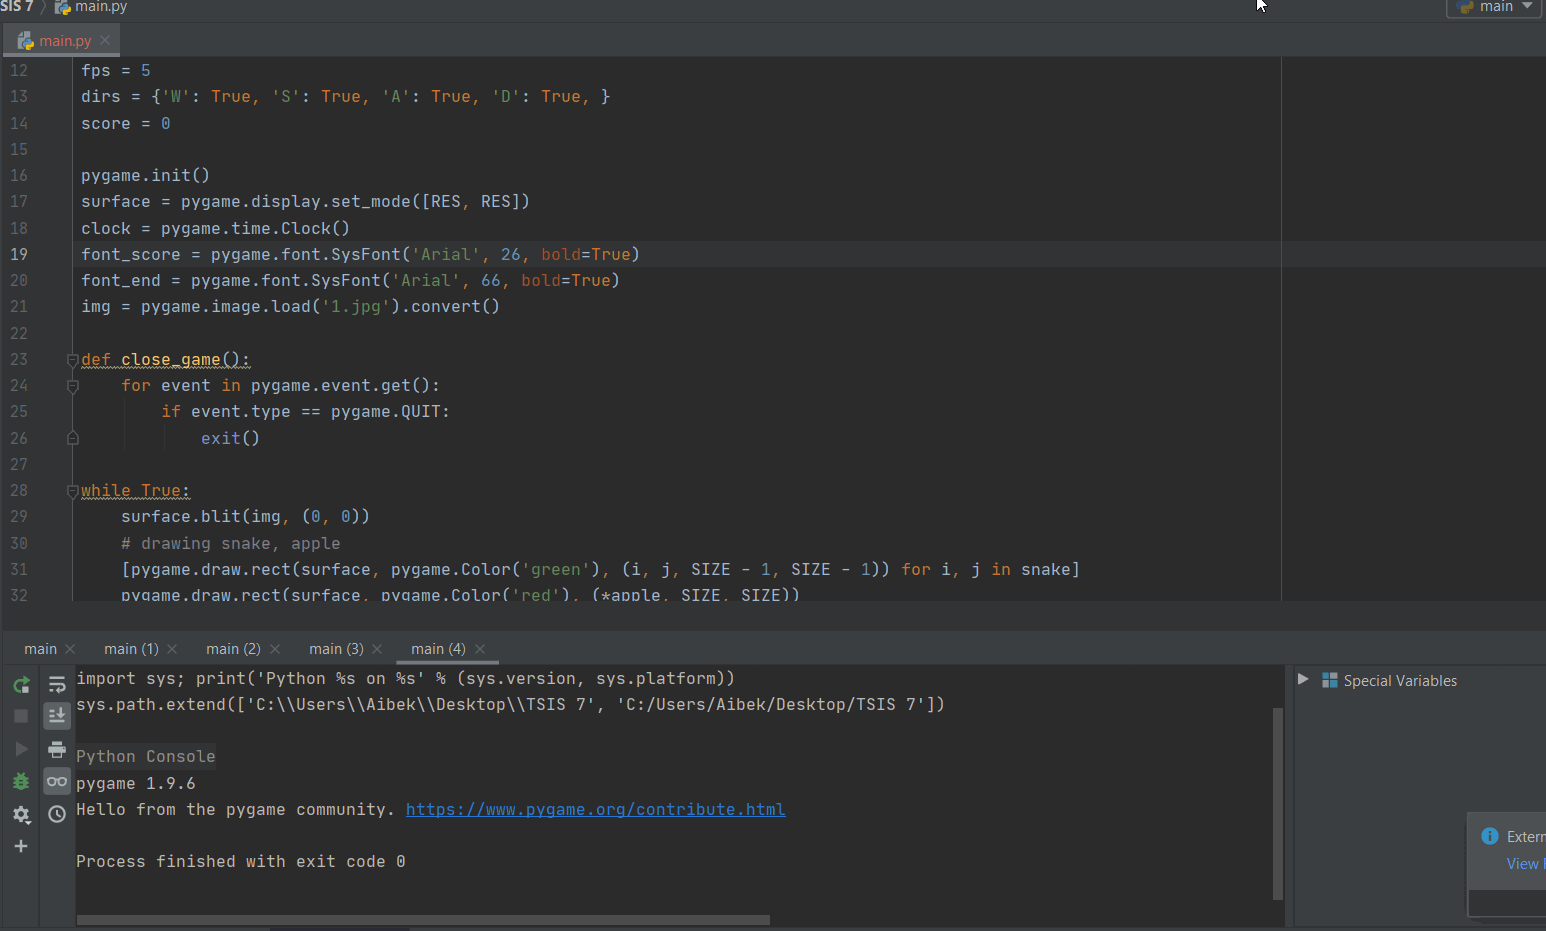 SIS 7 main.py main
main.py
12 fps = 5
13 dirs = {'W': True, 'S': True, 'A': True, 'D': True, }
14 score = 0
15
16 pygame.init()
17 surface = pygame.display.set_mode([RES, RES])
18 clock = pygame.time.Clock()
19 font_score = pygame.font.SysFont('Arial', 26, bold=True)
20 font_end = pygame.font.SysFont('Arial', 66, bold=True)
21 img = pygame.image.load('1.jpg').convert()
22
23 def close_game():
24     for event in pygame.event.get():
25         if event.type == pygame.QUIT:
26             exit()
27
28 while True:
29     surface.blit(img, (0, 0))
30     # drawing snake, apple
31     [pygame.draw.rect(surface, pygame.Color('green'), (i, j, SIZE - 1, SIZE - 1)) for i, j in snake]
32     pygame.draw.rect(surface, pygame.Color('red'), (*apple, SIZE, SIZE))
main main (1) main (2) main (3) main (4)
import sys; print('Python %s on %s' % (sys.version, sys.platform))
sys.path.extend(['C:\\Users\\Aibek\\Desktop\\TSIS 7', 'C:/Users/Aibek/Desktop/TSIS 7'])
Python Console
pygame 1.9.6
Hello from the pygame community. https://www.pygame.org/contribute.html
Process finished with exit code 0
Special Variables
Extern
View